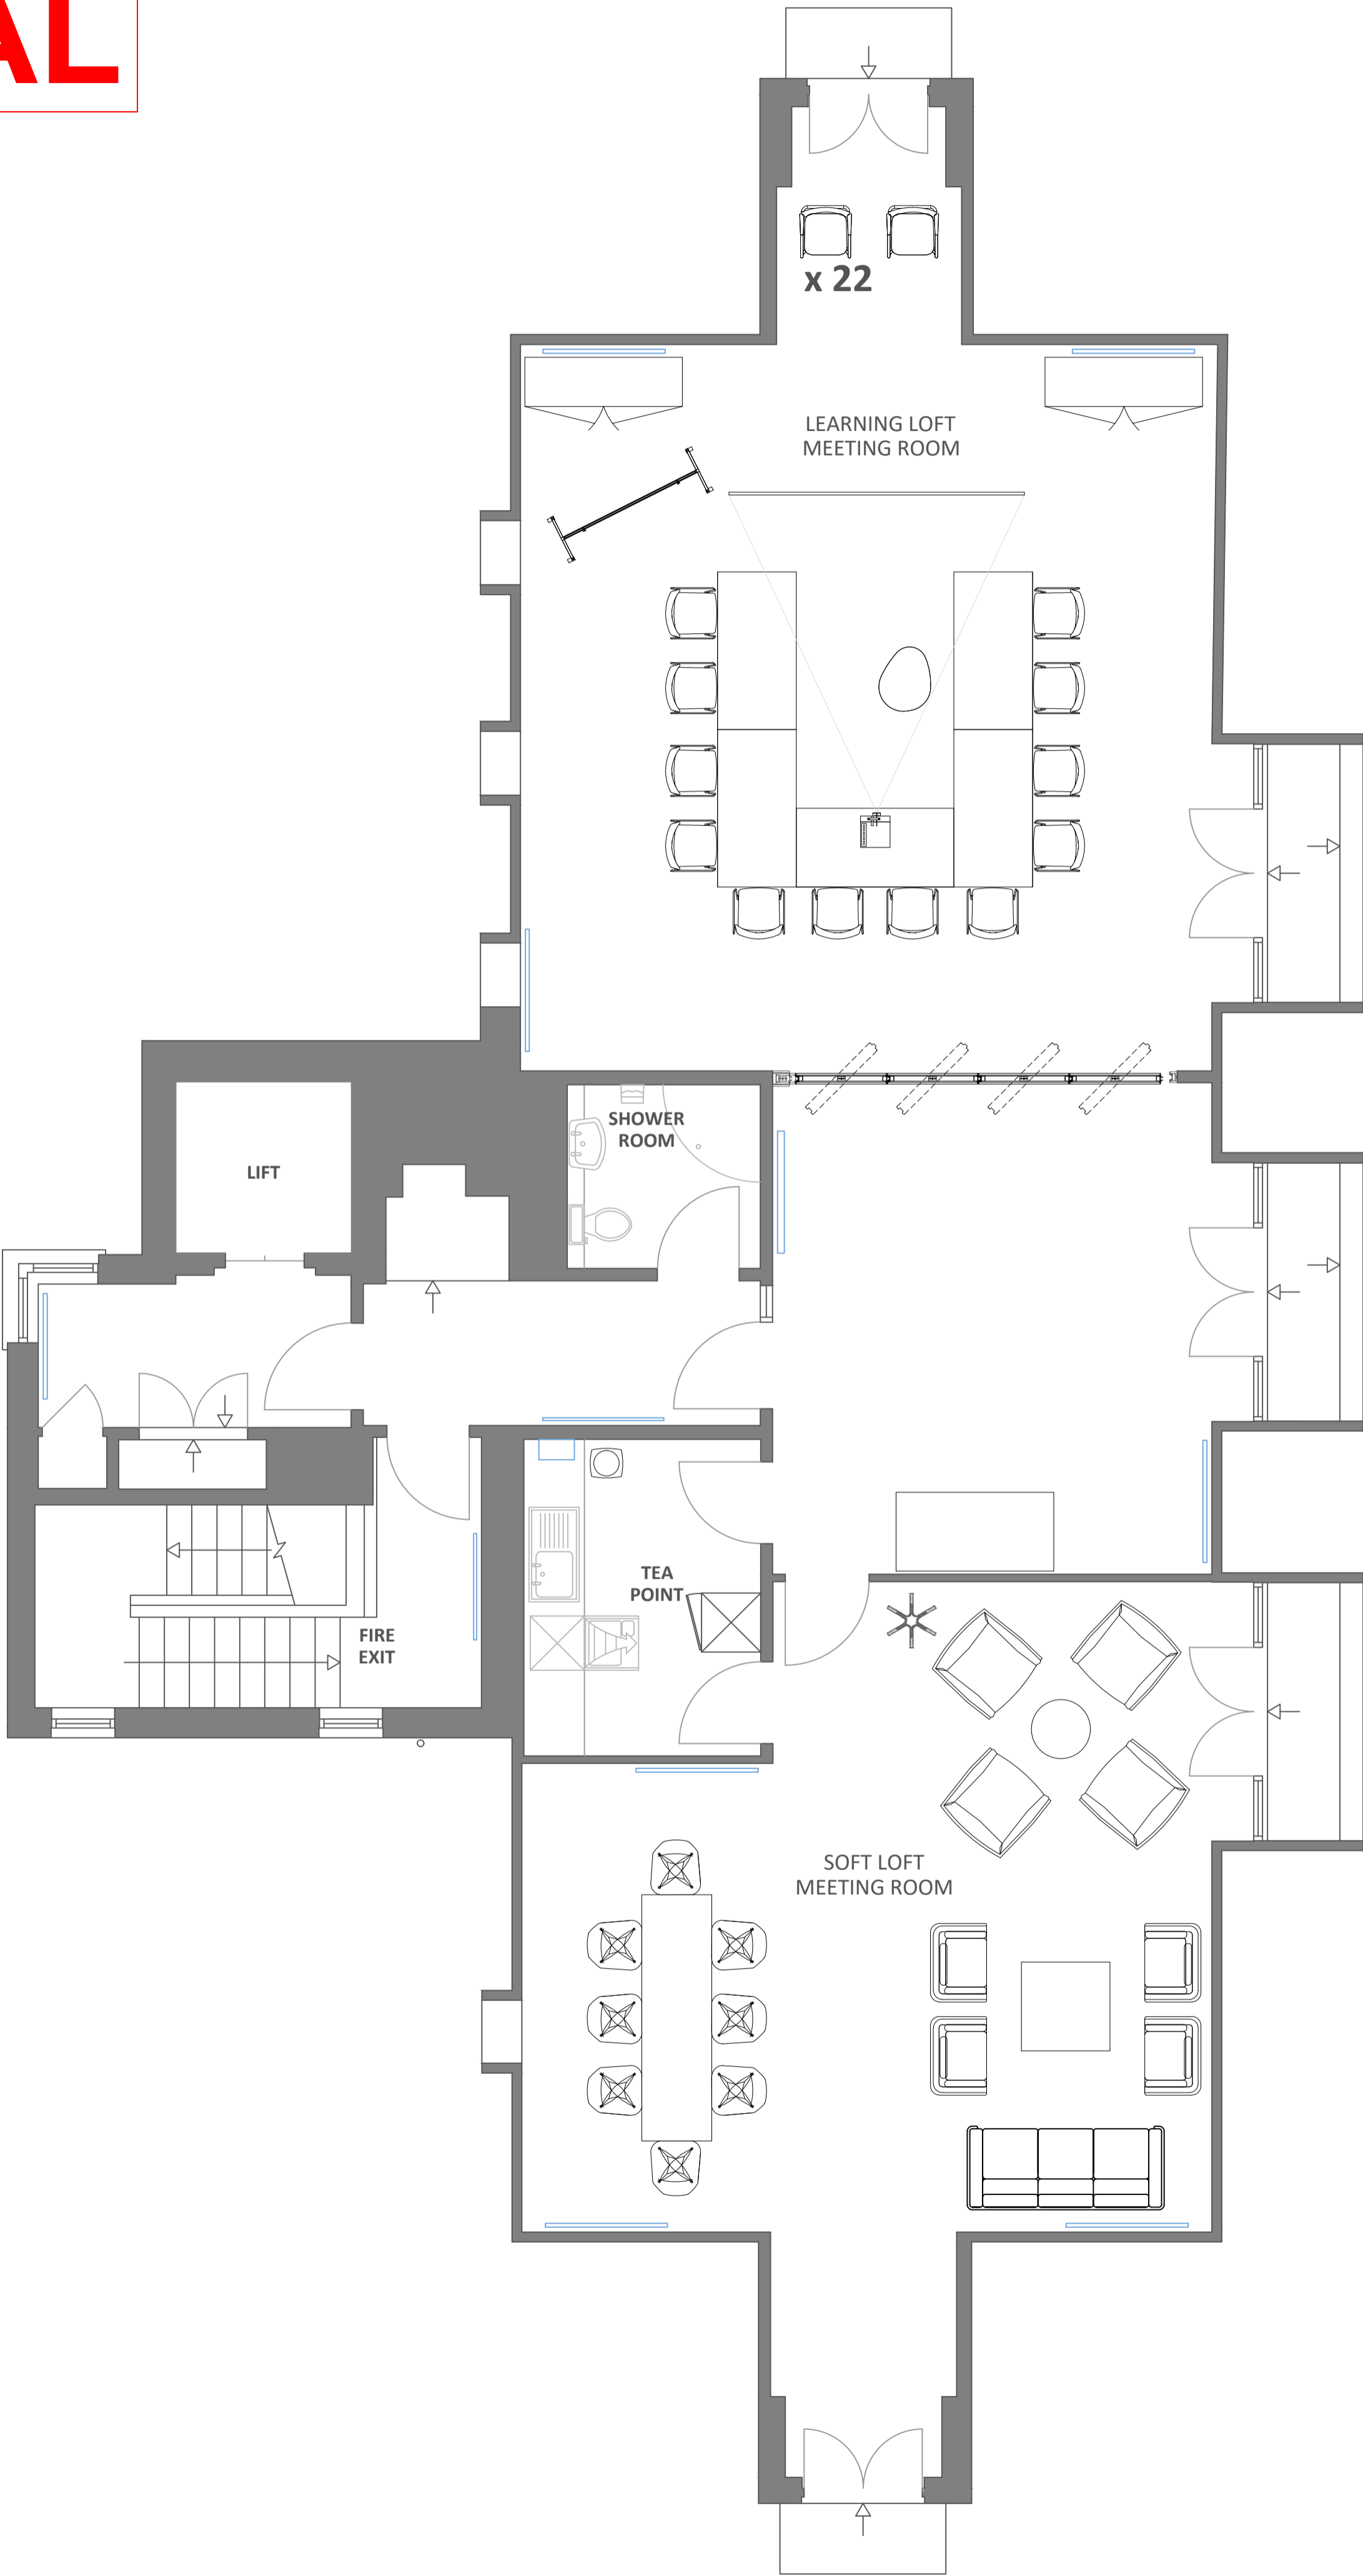 AL
x 22
LEARNING LOFT
MEETING ROOM
SHOWER
ROOM
LIFT
TEA
POINT
FIRE
EXIT
SOFT LOFT
MEETING ROOM